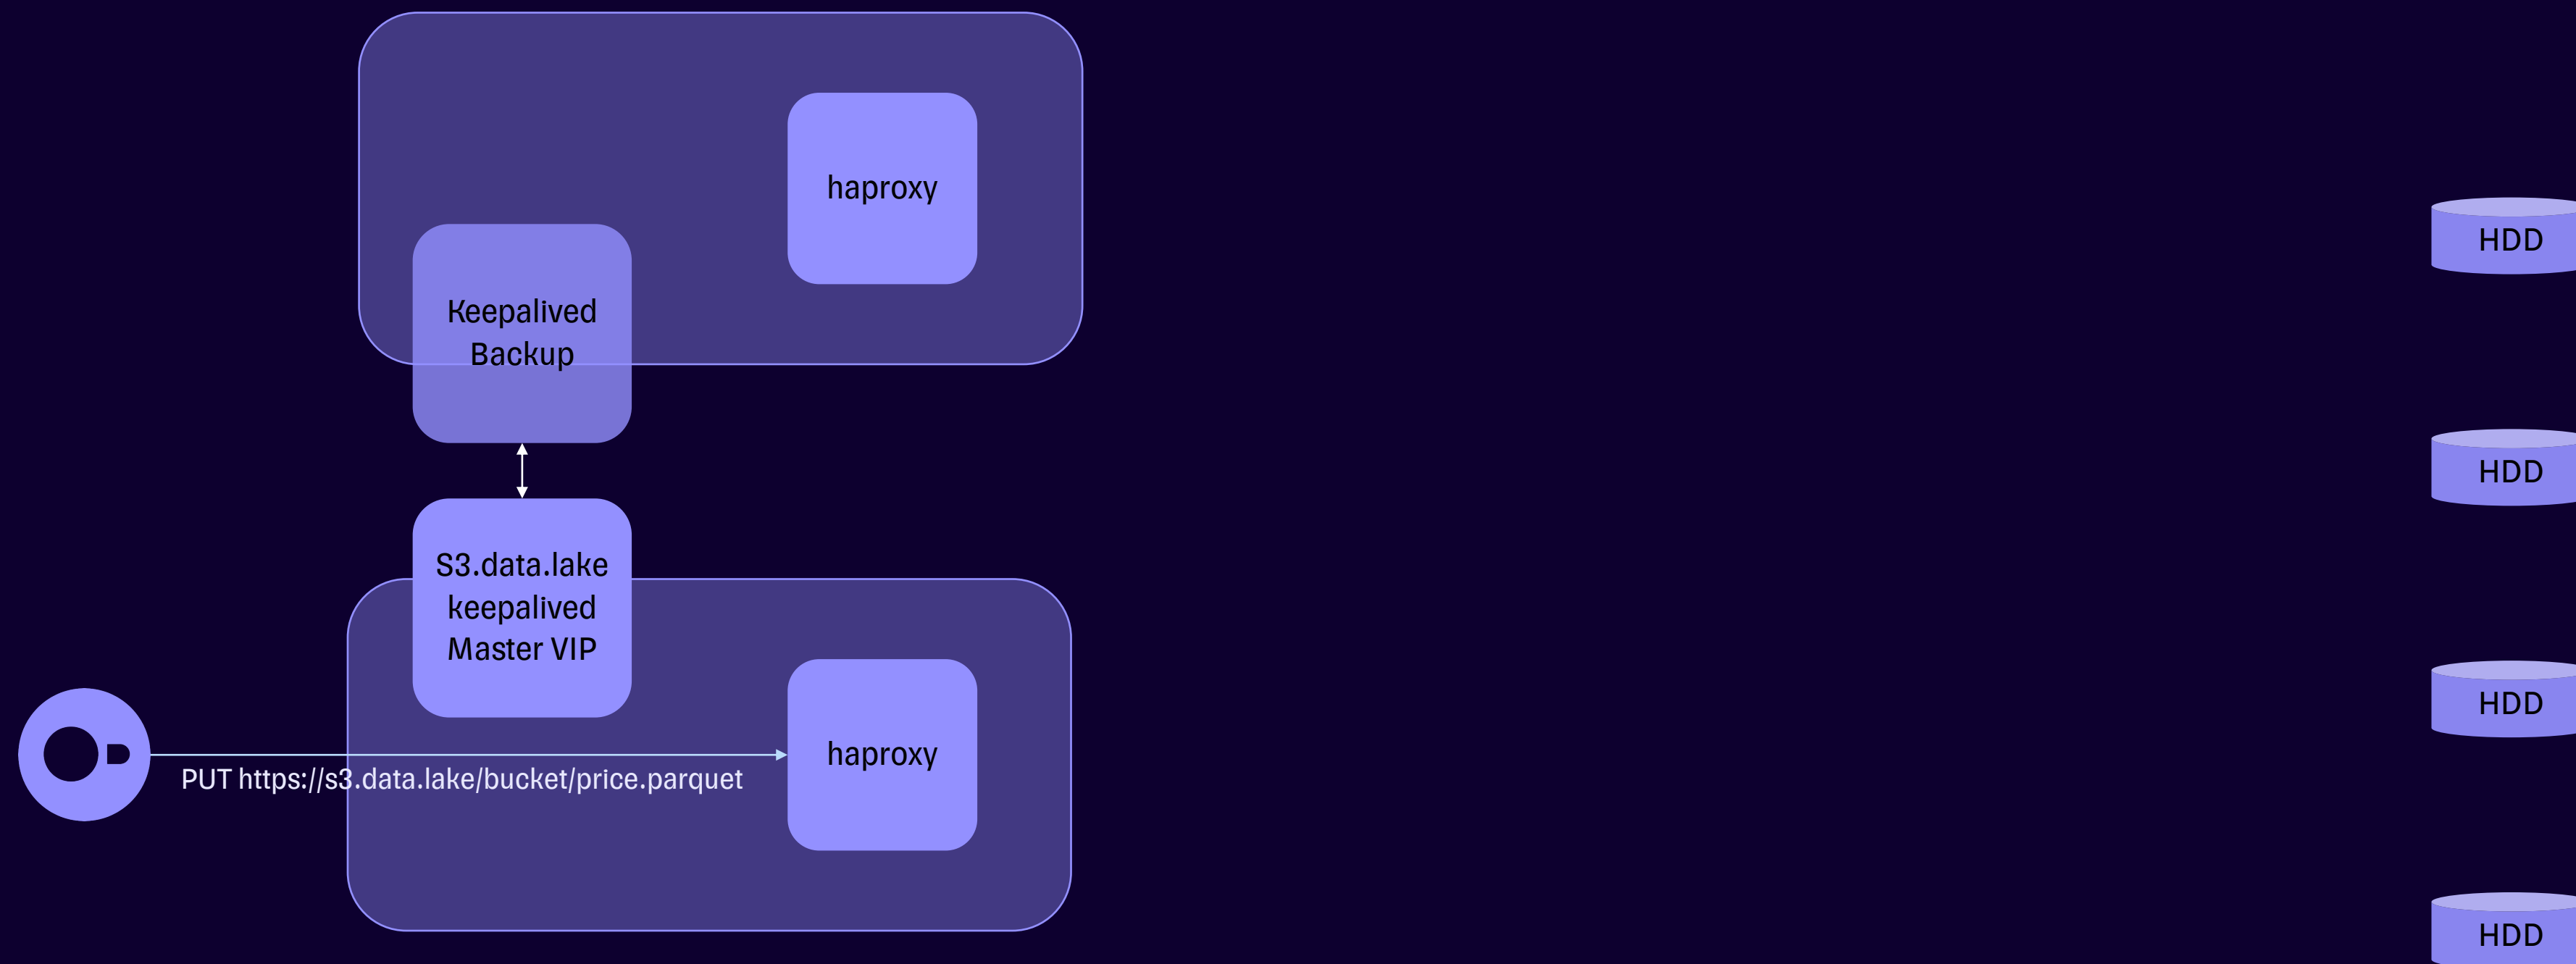 haproxy
HDD
Keepalived
Backup
HDD
S3.data.lake
keepalived
Master VIP
HDD
haproxy
PUT https://s3.data.lake/bucket/price.parquet
HDD